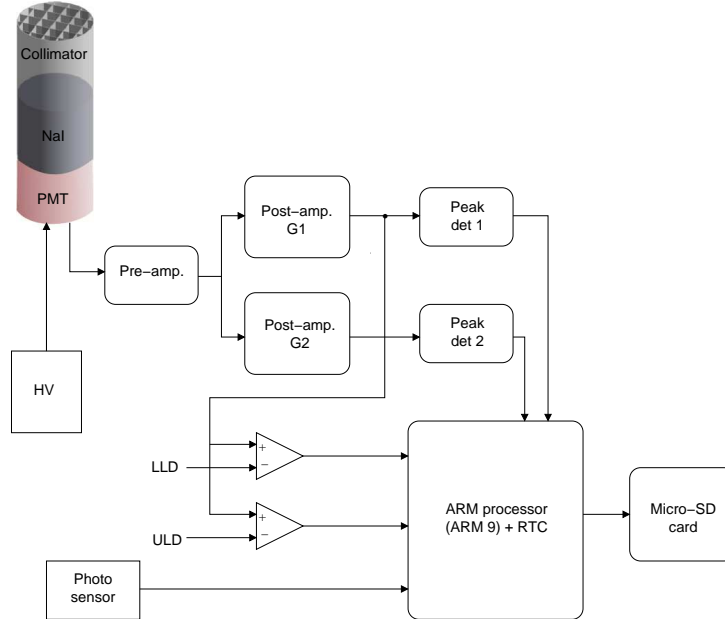 Collimator
NaI
PMT
Post−amp.
G1
Peak
det 1
Pre−amp.
Post−amp.
G2
Peak
det 2
HV
+
−
LLD
ARM processor
(ARM 9) + RTC
Micro−SD
card
+
−
ULD
Photo
sensor